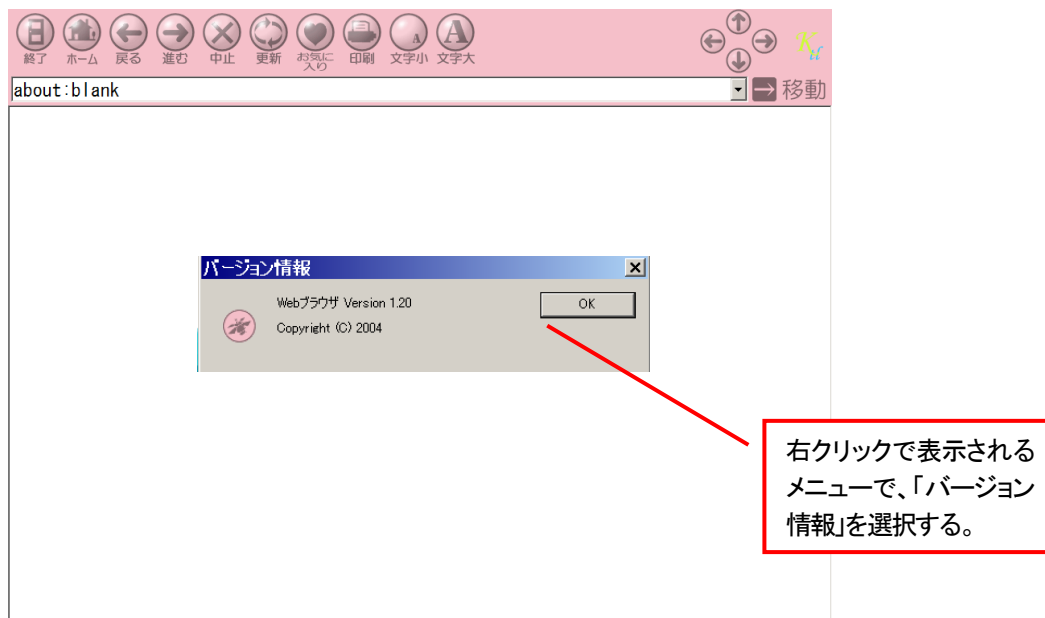 終了 ホーム 戻る 進む 中止 更新 お気に入り 印刷 文字小 文字大
about:blank 移動
バージョン情報
Webブラウザ Version 1.20 OK
Copyright (C) 2004
右クリックで表示される
メニューで、「バージョン
情報」を選択する。